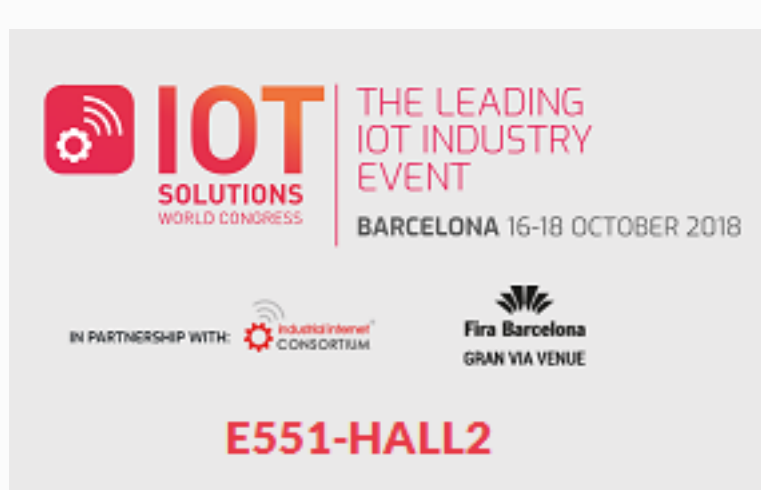 IOT
SOLUTIONS
WORLD CONGRESS
THE LEADING
IOT INDUSTRY
EVENT
BARCELONA 16-18 OCTOBER 2018
IN PARTNERSHIP WITH:
industrial internet
CONSORTIUM
Fira Barcelona
GRAN VIA VENUE
E551-HALL2